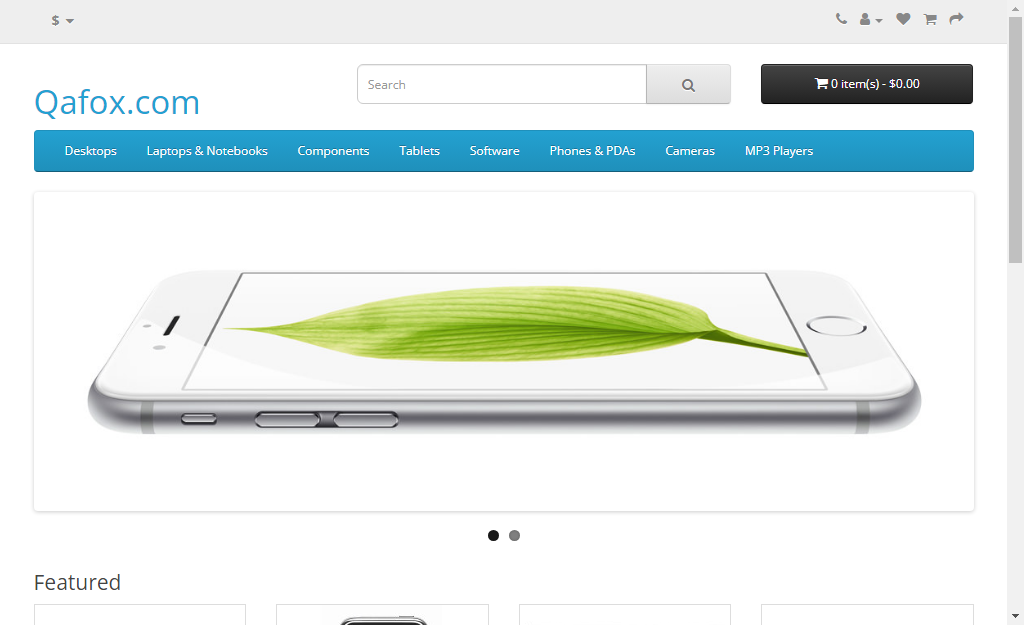 $
Search
0 item(s) - $0.00
Qafox.com
Desktops Laptops & Notebooks Components Tablets Software Phones & PDAs Cameras MP3 Players
Featured